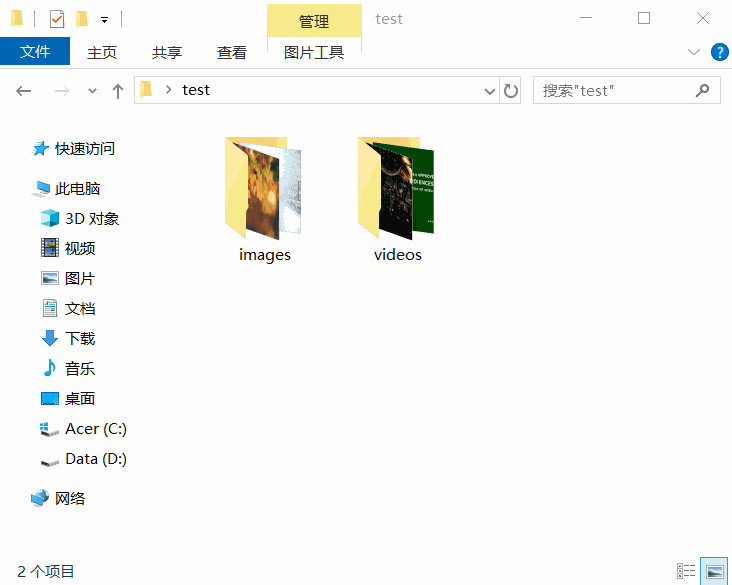 管理
test
文件
主页
共享
查看
图片工具
test
搜索"test"
快速访问
此电脑
3D 对象
视频
图片
文档
下载
音乐
桌面
Acer (C:)
Data (D:)
网络
images
videos
2 个项目